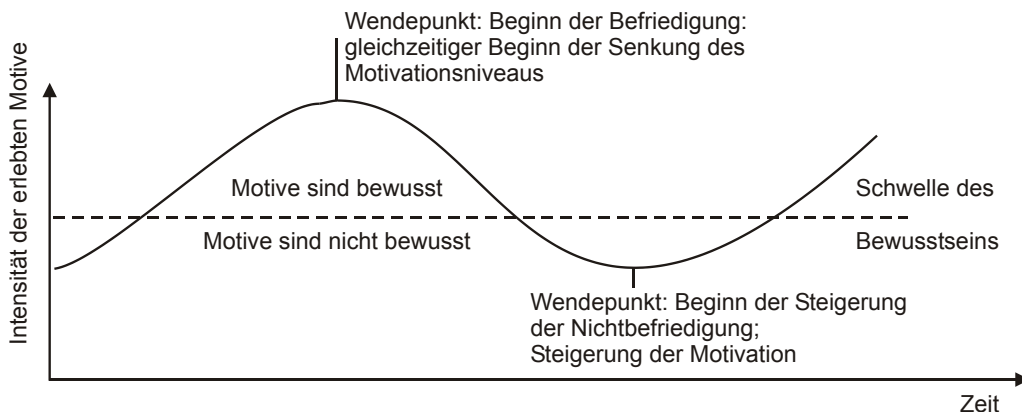 Wendepunkt: Beginn der Befriedigung:
gleichzeitiger Beginn der Senkung des
Motivationsniveaus
Intensität der erlebten Motive
Motive sind bewusst
Schwelle des
Motive sind nicht bewusst
Bewusstseins
Wendepunkt: Beginn der Steigerung
der Nichtbefriedigung;
Steigerung der Motivation
Zeit